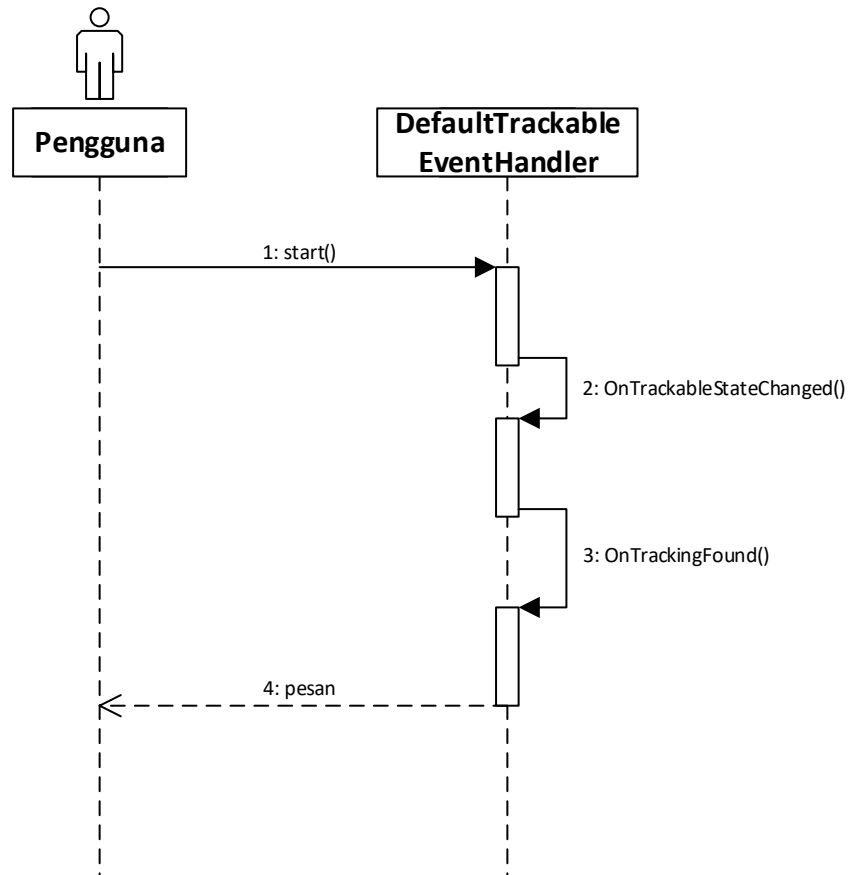 Pengguna
DefaultTrackable
EventHandler
1: start()
2: OnTrackableStateChanged()
3: OnTrackingFound()
4: pesan